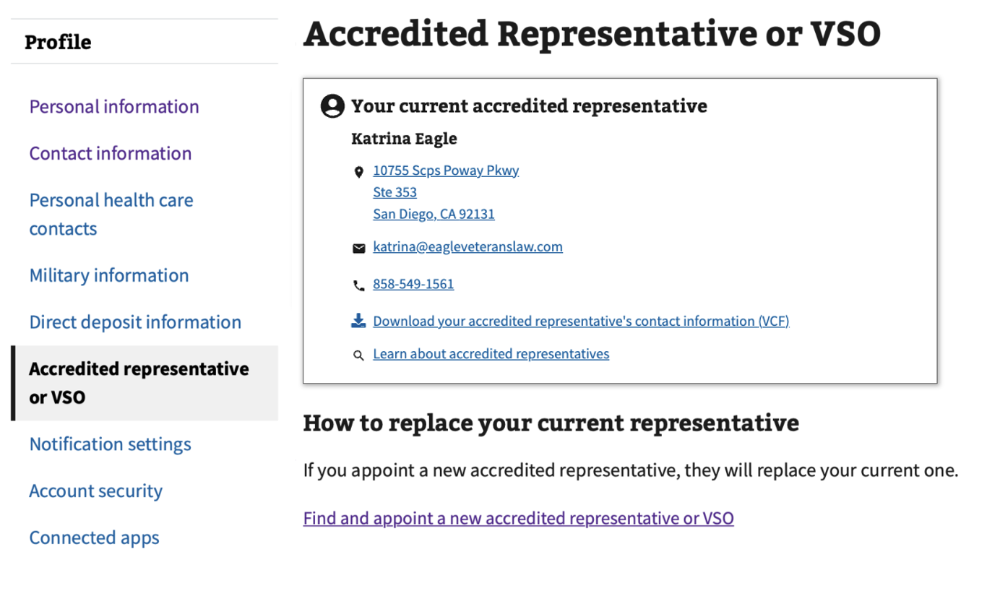 Profile
Personal information
Contact information
Personal health care
contacts
Military information
Direct deposit information
Accredited representative
or VSO
Notification settings
Account security
Connected apps
Accredited Representative or VSO
Your current accredited representative
Katrina Eagle
10755 Scps Poway Pkwy
Ste 353
San Diego, CA 92131
katrina@eagleveteranslaw.com
858-549-1561
Download your accredited representative's contact information (VCF)
Learn about accredited representatives
How to replace your current representative
If you appoint a new accredited representative, they will replace your current one.
Find and appoint a new accredited representative or VSO